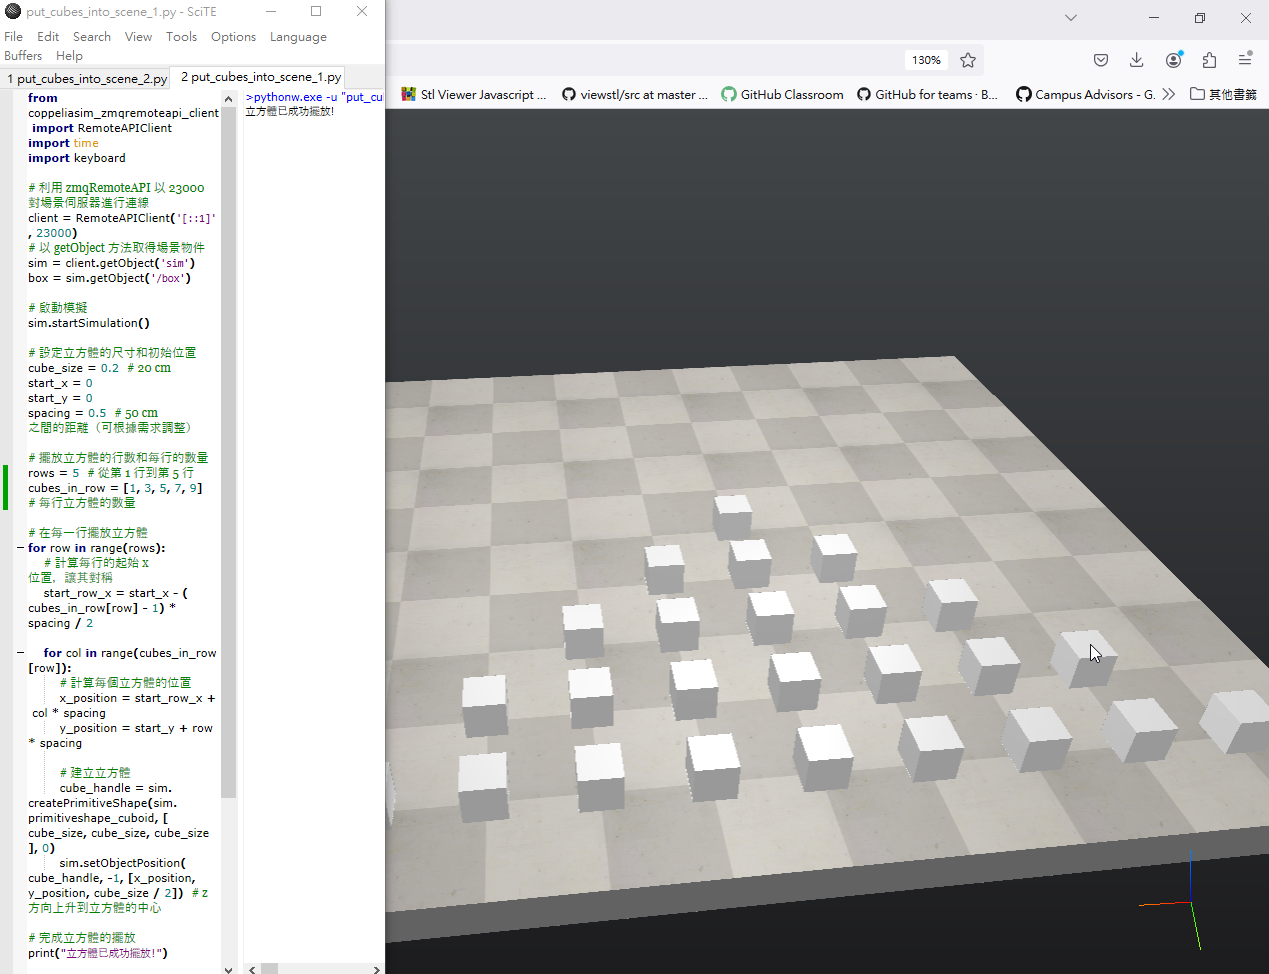 put_cubes_into_scene_1.py - SciTE
File Edit Search View Tools Options Language
Buffers Help
1 put_cubes_into_scene_2.py 2 put_cubes_into_scene_1.py
from
coppeliasim_zmqremoteapi_client
import RemoteAPIClient
import time
import keyboard
# 利用 zmqRemoteAPI 以 23000
對場景伺服器進行連線
client = RemoteAPIClient('[::1]'
, 23000)
# 以 getObject 方法取得場景物件
sim = client.getObject('sim')
box = sim.getObject('/box')
# 啟動模擬
sim.startSimulation()
# 設定立方體的尺寸和初始位置
cube_size = 0.2 # 20 cm
start_x = 0
start_y = 0
spacing = 0.5 # 50 cm
之間的距離（可根據需求調整）
# 擺放立方體的行數和每行的數量
rows = 5 # 從第 1 行到第 5 行
cubes_in_row = [1, 3, 5, 7, 9]
# 每行立方體的數量
# 在每一行擺放立方體
for row in range(rows):
# 計算每行的起始 x
位置，讓其對稱
start_row_x = start_x - (
cubes_in_row[row] - 1) *
spacing / 2
for col in range(cubes_in_row
[row]):
# 計算每個立方體的位置
x_position = start_row_x +
col * spacing
y_position = start_y + row
* spacing
# 建立立方體
cube_handle = sim.
createPrimitiveShape(sim.
primitiveshape_cuboid, [
cube_size, cube_size, cube_size
], 0)
sim.setObjectPosition(
cube_handle, -1, [x_position,
y_position, cube_size / 2]) # z
方向上升到立方體的中心
# 完成立方體的擺放
print("立方體已成功擺放!")
>pythonw.exe -u "put_cu
立方體已成功擺放!
130%
Stl Viewer Javascript ... viewstl/src at master ... GitHub Classroom GitHub for teams · B... Campus Advisors - G. 其他書籤